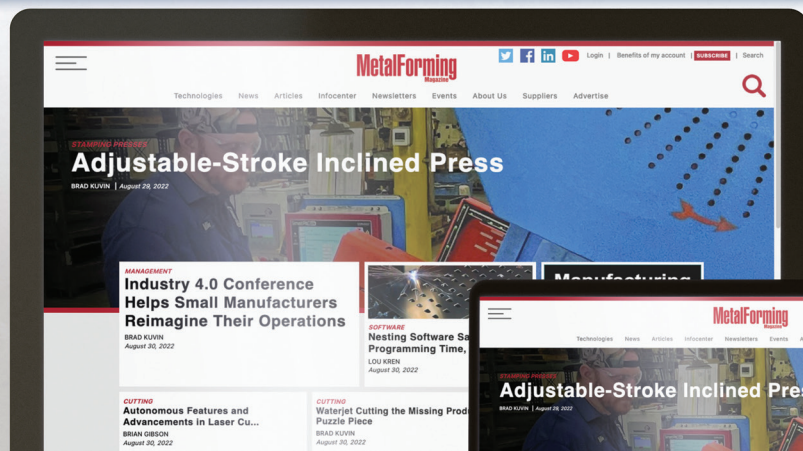 MetalForming
Magazine
Login | Benefits of my account | SUBSCRIBE | Search
Technologies News Articles Infocenter Newsletters Events About Us Suppliers Advertise
STAMPING PRESSES
Adjustable-Stroke Inclined Press
BRAD KUVIN | August 29, 2022
MANAGEMENT
Industry 4.0 Conference
Helps Small Manufacturers
Reimagine Their Operations
BRAD KUVIN
August 30, 2022
SOFTWARE
Nesting Software Sa
Programming Time,
LOU KREN
August 30, 2022
Manufacturing
CUTTING
Autonomous Features and
Advancements in Laser Cu...
BRIAN GIBSON
August 30, 2022
CUTTING
Waterjet Cutting the Missing Prod
Puzzle Piece
BRAD KUVIN
August 30, 2022
MetalForming
Magazine
Technologies News Articles Infocenter Newsletters Events
STAMPING PRESSES
Adjustable-Stroke Inclined Pres
BRAD KUVIN | August 29, 2022